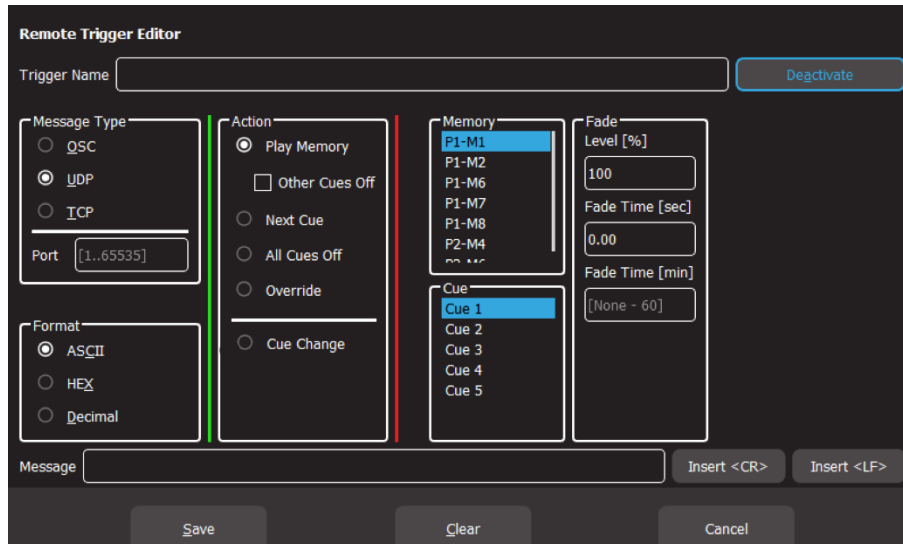 Remote Trigger Editor
Trigger Name
Deactivate
Message Type
OSC
UDP
TCP
Port [1..65535]
Format
ASCII
HEX
Decimal
Action
Play Memory
Other Cues Off
Next Cue
All Cues Off
Override
Cue Change
Memory
P1-M1
P1-M2
P1-M6
P1-M7
P1-M8
P2-M4
Cue
Cue 1
Cue 2
Cue 3
Cue 4
Cue 5
Fade
Level [%]
100
Fade Time [sec]
0.00
Fade Time [min]
[None - 60]
Message
Insert <CR>
Insert <LF>
Save
Clear
Cancel